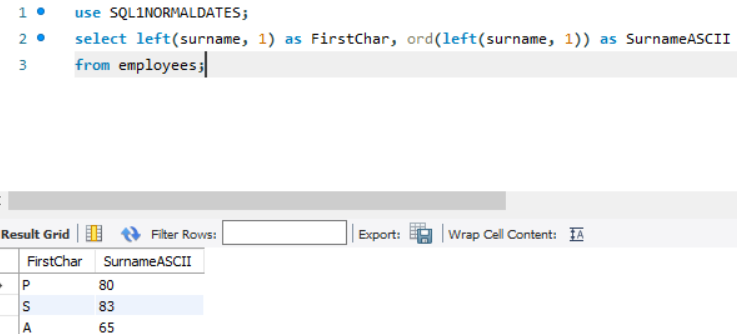 1 use SQL1NORMALDATES;
2 select left(surname, 1) as FirstChar, ord(left(surname, 1)) as SurnameASCII
3 from employees;
Result Grid Filter Rows: Export: Wrap Cell Content: IA
FirstChar SurnameASCII
P 80
S 83
A 65